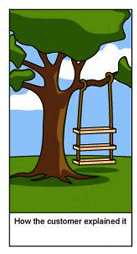 How the customer explained it